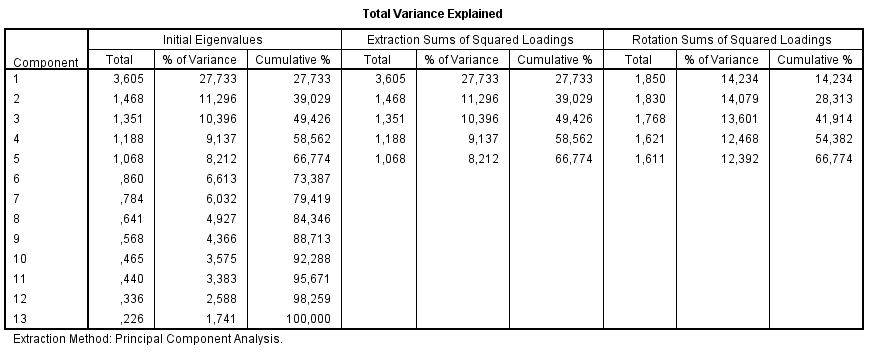 Total Variance Explained
Initial Eigenvalues Extraction Sums of Squared Loadings Rotation Sums of Squared Loadings
Component Total % of Variance Cumulative % Total % of Variance Cumulative % Total % of Variance Cumulative %
1 3,605 27,733 27,733 3,605 27,733 27,733 1,850 14,234 14,234
2 1,468 11,296 39,029 1,468 11,296 39,029 1,830 14,079 28,313
3 1,351 10,396 49,426 1,351 10,396 49,426 1,768 13,601 41,914
4 1,188 9,137 58,562 1,188 9,137 58,562 1,621 12,468 54,382
5 1,068 8,212 66,774 1,068 8,212 66,774 1,611 12,392 66,774
6 ,860 6,613 73,387
7 ,784 6,032 79,419
8 ,641 4,927 84,346
9 ,568 4,366 88,713
10 ,465 3,575 92,288
11 ,440 3,383 95,671
12 ,336 2,588 98,259
13 ,226 1,741 100,000
Extraction Method: Principal Component Analysis.